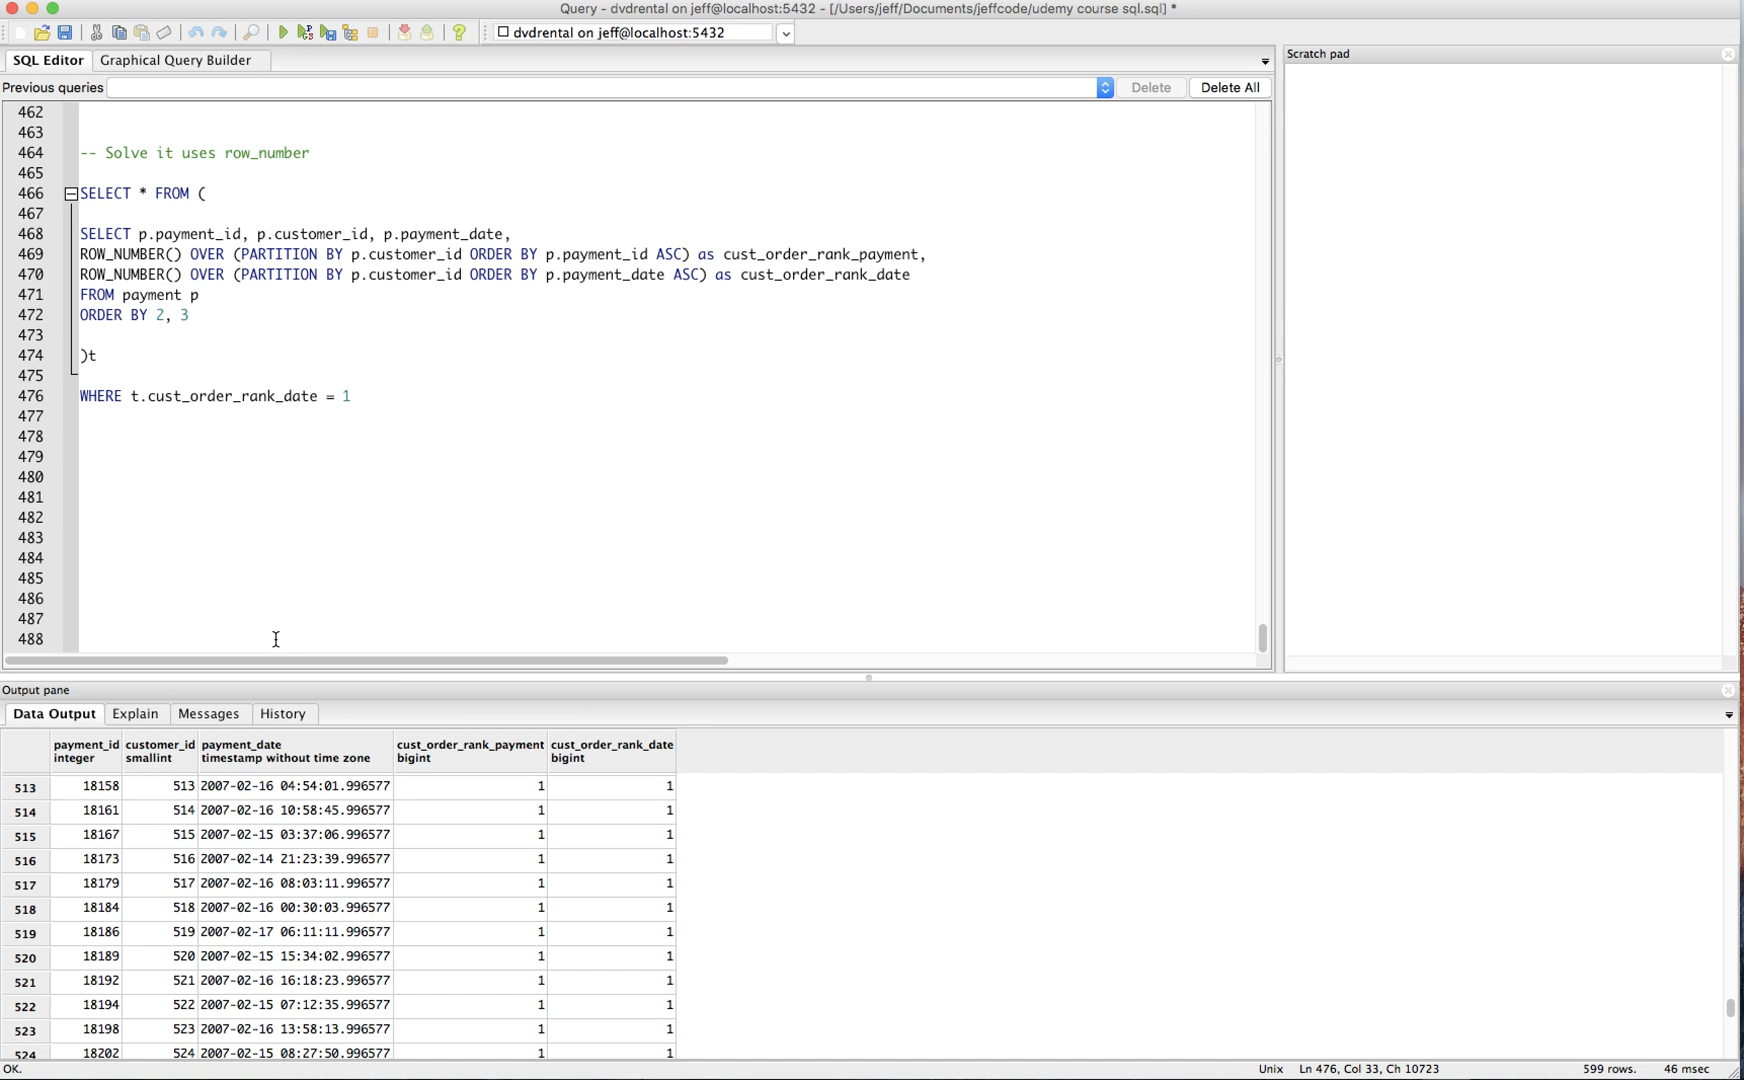 Query - dvdrental on jeff@localhost:5432 - [/Users/jeff/Documents/jeffcode/udemy course sql.sql] *
dvdrental on jeff@localhost:5432
SQL Editor Graphical Query Builder
Scratch pad
Previous queries Delete Delete All
462
463
464 -- Solve it uses row_number
465
466 SELECT * FROM (
467
468 SELECT p.payment_id, p.customer_id, p.payment_date,
469 ROW_NUMBER() OVER (PARTITION BY p.customer_id ORDER BY p.payment_id ASC) as cust_order_rank_payment,
470 ROW_NUMBER() OVER (PARTITION BY p.customer_id ORDER BY p.payment_date ASC) as cust_order_rank_date
471 FROM payment p
472 ORDER BY 2, 3
473
474 )t
475
476 WHERE t.cust_order_rank_date = 1
477
478
479
480
481
482
483
484
485
486
487
488
Output pane
Data Output Explain Messages History
payment_id customer_id payment_date cust_order_rank_payment cust_order_rank_date
integer smallint timestamp without time zone bigint bigint
513 18158 513 2007-02-16 04:54:01.996577 1 1
514 18161 514 2007-02-16 10:58:45.996577 1 1
515 18167 515 2007-02-15 03:37:06.996577 1 1
516 18173 516 2007-02-14 21:23:39.996577 1 1
517 18179 517 2007-02-16 08:03:11.996577 1 1
518 18184 518 2007-02-16 00:30:03.996577 1 1
519 18186 519 2007-02-17 06:11:11.996577 1 1
520 18189 520 2007-02-15 15:34:02.996577 1 1
521 18192 521 2007-02-16 16:18:23.996577 1 1
522 18194 522 2007-02-15 07:12:35.996577 1 1
523 18198 523 2007-02-16 13:58:13.996577 1 1
524 18202 524 2007-02-15 08:27:50.996577 1 1
OK. Unix Ln 476, Col 33, Ch 10723 599 rows. 46 msec